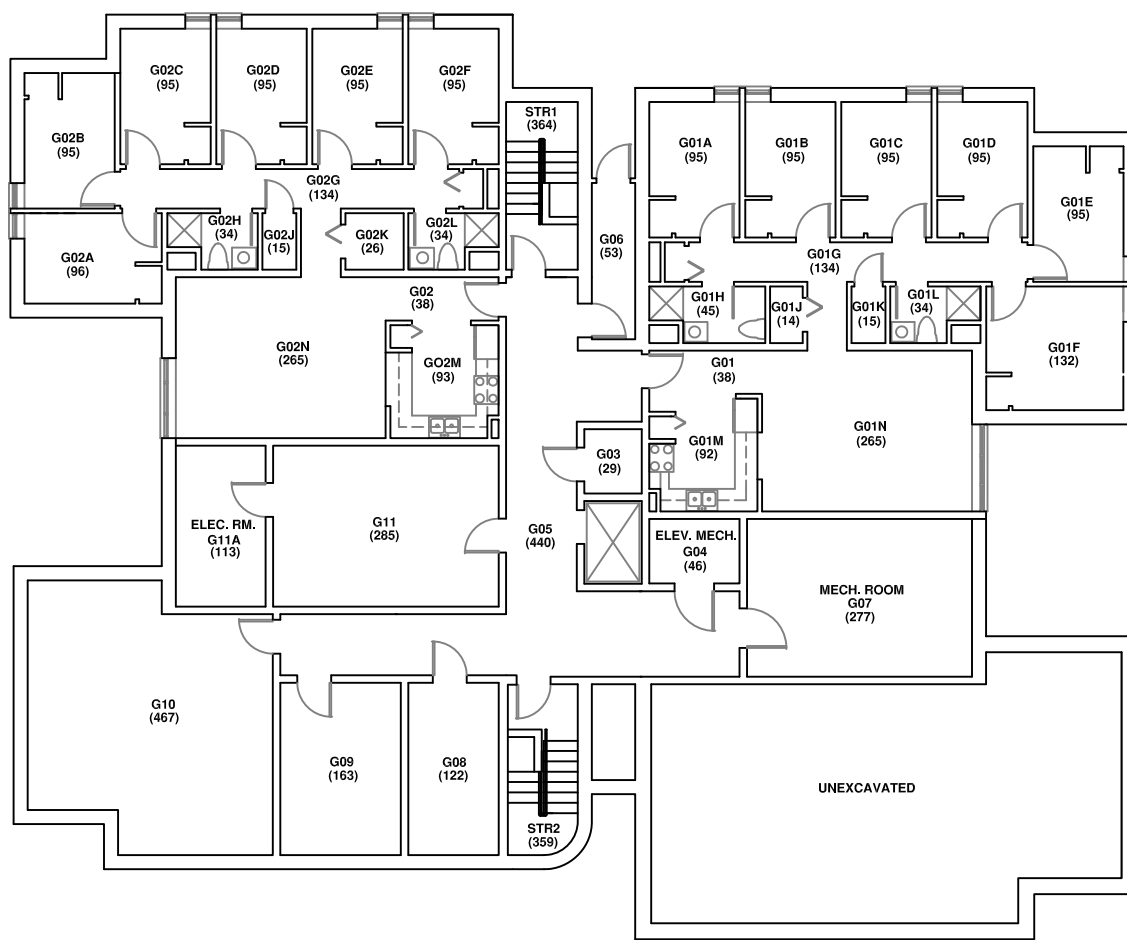 G02C
(95)
G02D
(95)
G02E
(95)
G02F
(95)
STR1
(364)
G02B
(95)
G01A
(95)
G01B
(95)
G01C
(95)
G01D
(95)
G01E
(95)
G02G
(134)
G02H
(34)
G02J
(15)
G02K
(26)
G02L
(34)
G02A
(96)
G06
(53)
G01G
(134)
G02
(38)
G01H
(45)
G01J
(14)
G01K
(15)
G01L
(34)
G02N
(265)
GO2M
(93)
G01
(38)
G01F
(132)
G01M
(92)
G01N
(265)
G03
(29)
ELEC. RM.
G11A
(113)
G11
(285)
G05
(440)
ELEV. MECH.
G04
(46)
MECH. ROOM
G07
(277)
G10
(467)
G09
(163)
G08
(122)
UNEXCAVATED
STR2
(359)